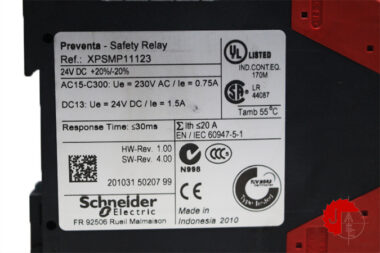 Preventa - Safety Relay
Ref.: XPSMP11123
24V DC +20%/-20%
AC15-C300: Ue = 230V AC / Ie = 0.75A
DC13: Ue = 24V DC / Ie = 1.5A
Response Time: ≤30ms
Σ Ith ≤20 A
EN / IEC 60947-5-1
UL LISTED
IND.CONT.EQ.
170M
LR
44087
Tamb 55°C
HW-Rev. 1.00
SW-Rev. 4.00
N998
201031 50207 99
Schneider
Electric
FR 92506 Rueil Malmaison
Made in
Indonesia 2010